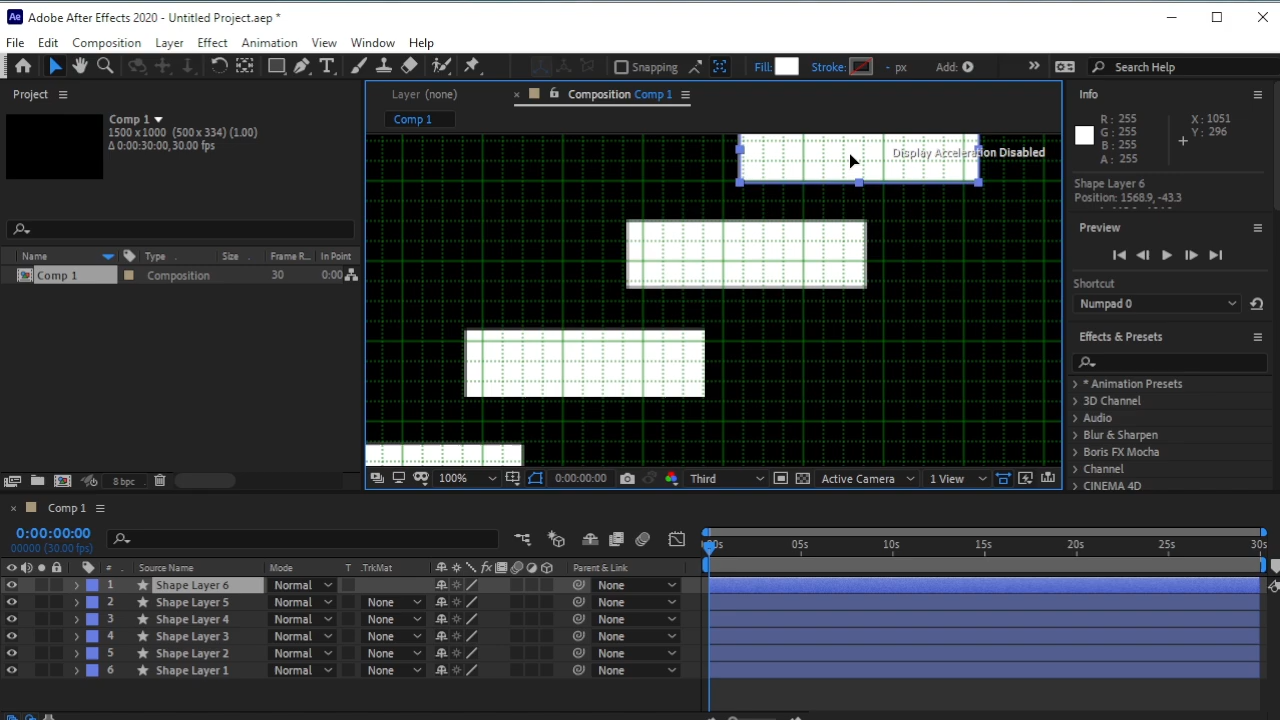 Ae Adobe After Effects 2020 - Untitled Project.aep *
File Edit Composition Layer Effect Animation View Window Help
Snapping Fill: Stroke: - px Add: Search Help
Project
Comp 1
1500 x 1000 (500 x 334) (1.00)
Δ 0:00:30:00, 30.00 fps
Name Type Size Frame R... In Point
Comp 1 Composition 30 0:00
8 bpc
Layer (none) × Composition Comp 1
Comp 1
Display Acceleration Disabled
100% 0:00:00:00 Third Active Camera 1 View
Info
R: 255 X: 1051
G: 255 Y: 296
B: 255
A: 255
Shape Layer 6
Position: 1568.9, -43.3
Preview
Shortcut
Numpad 0
Effects & Presets
* Animation Presets
3D Channel
Audio
Blur & Sharpen
Boris FX Mocha
Channel
CINEMA 4D
× Comp 1
0:00:00:00
00000 (30.00 fps)
:00s 05s 10s 15s 20s 25s 30s
# Source Name Mode T .TrkMat fx Parent & Link
1 Shape Layer 6 Normal None
2 Shape Layer 5 Normal None None
3 Shape Layer 4 Normal None None
4 Shape Layer 3 Normal None None
5 Shape Layer 2 Normal None None
6 Shape Layer 1 Normal None None